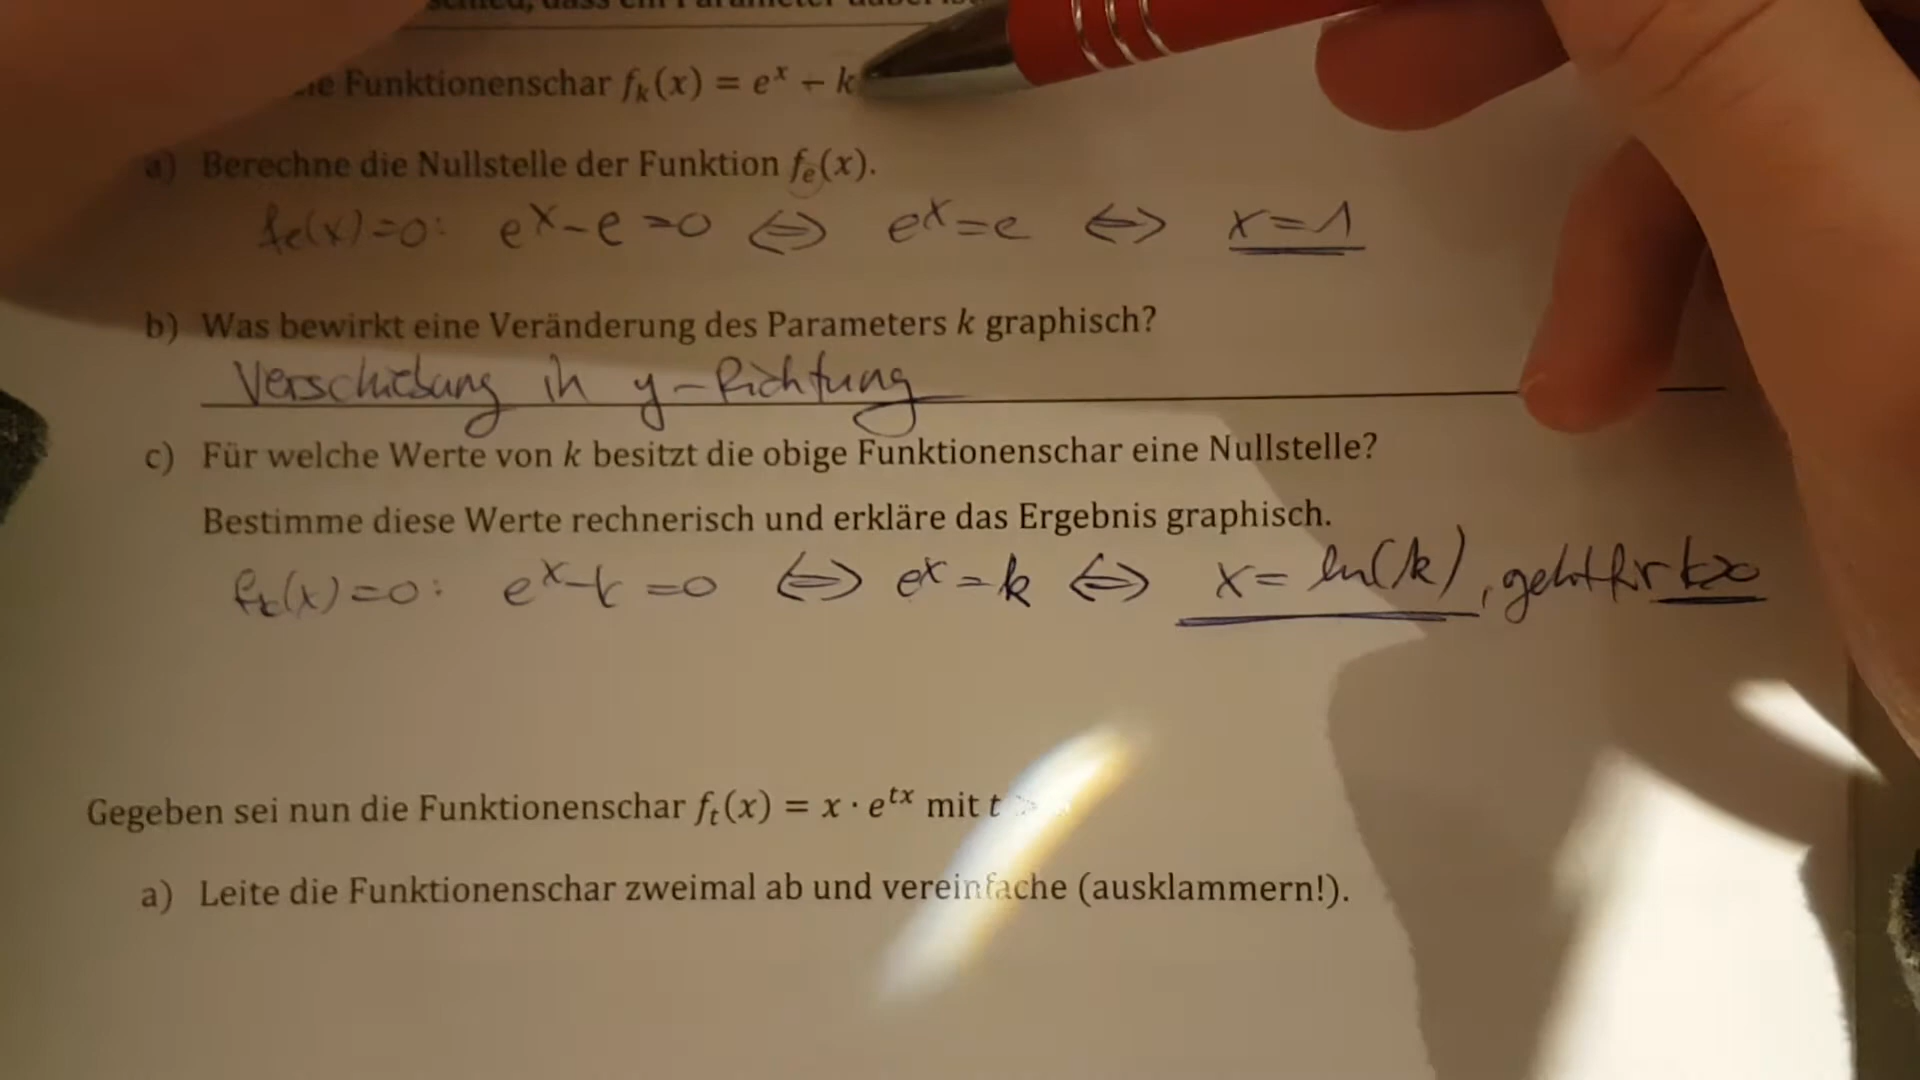 Funktionenschar fₖ(x) = eˣ − k
a) Berechne die Nullstelle der Funktion fₑ(x).
fₑ(x)=0: eˣ-e=0 ⇔ eˣ=e ⇔ x=1
b) Was bewirkt eine Veränderung des Parameters k graphisch?
Verschiebung in y-Richtung
c) Für welche Werte von k besitzt die obige Funktionenschar eine Nullstelle?
Bestimme diese Werte rechnerisch und erkläre das Ergebnis graphisch.
fₖ(x)=0: eˣ-k=0 ⇔ eˣ=k ⇔ x=ln(k), geht für k>0
Gegeben sei nun die Funktionenschar fₜ(x) = x · eᵗˣ mit t >
a) Leite die Funktionenschar zweimal ab und vereinfache (ausklammern!).